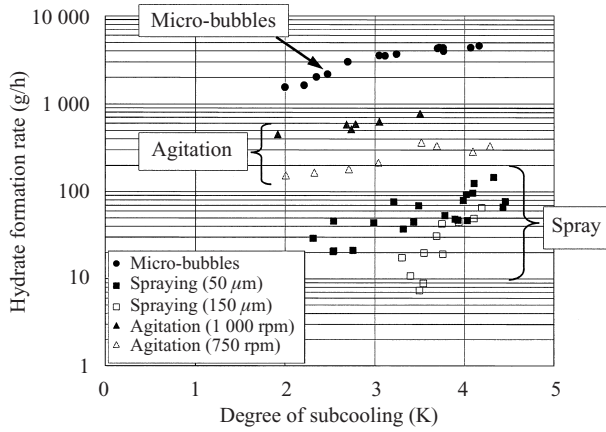 10 000
1 000
100
10
1
Hydrate formation rate (g/h)
Micro-bubbles
Agitation
Spray
Micro-bubbles
Spraying (50 μm)
Spraying (150 μm)
Agitation (1 000 rpm)
Agitation (750 rpm)
0 1 2 3 4 5
Degree of subcooling (K)